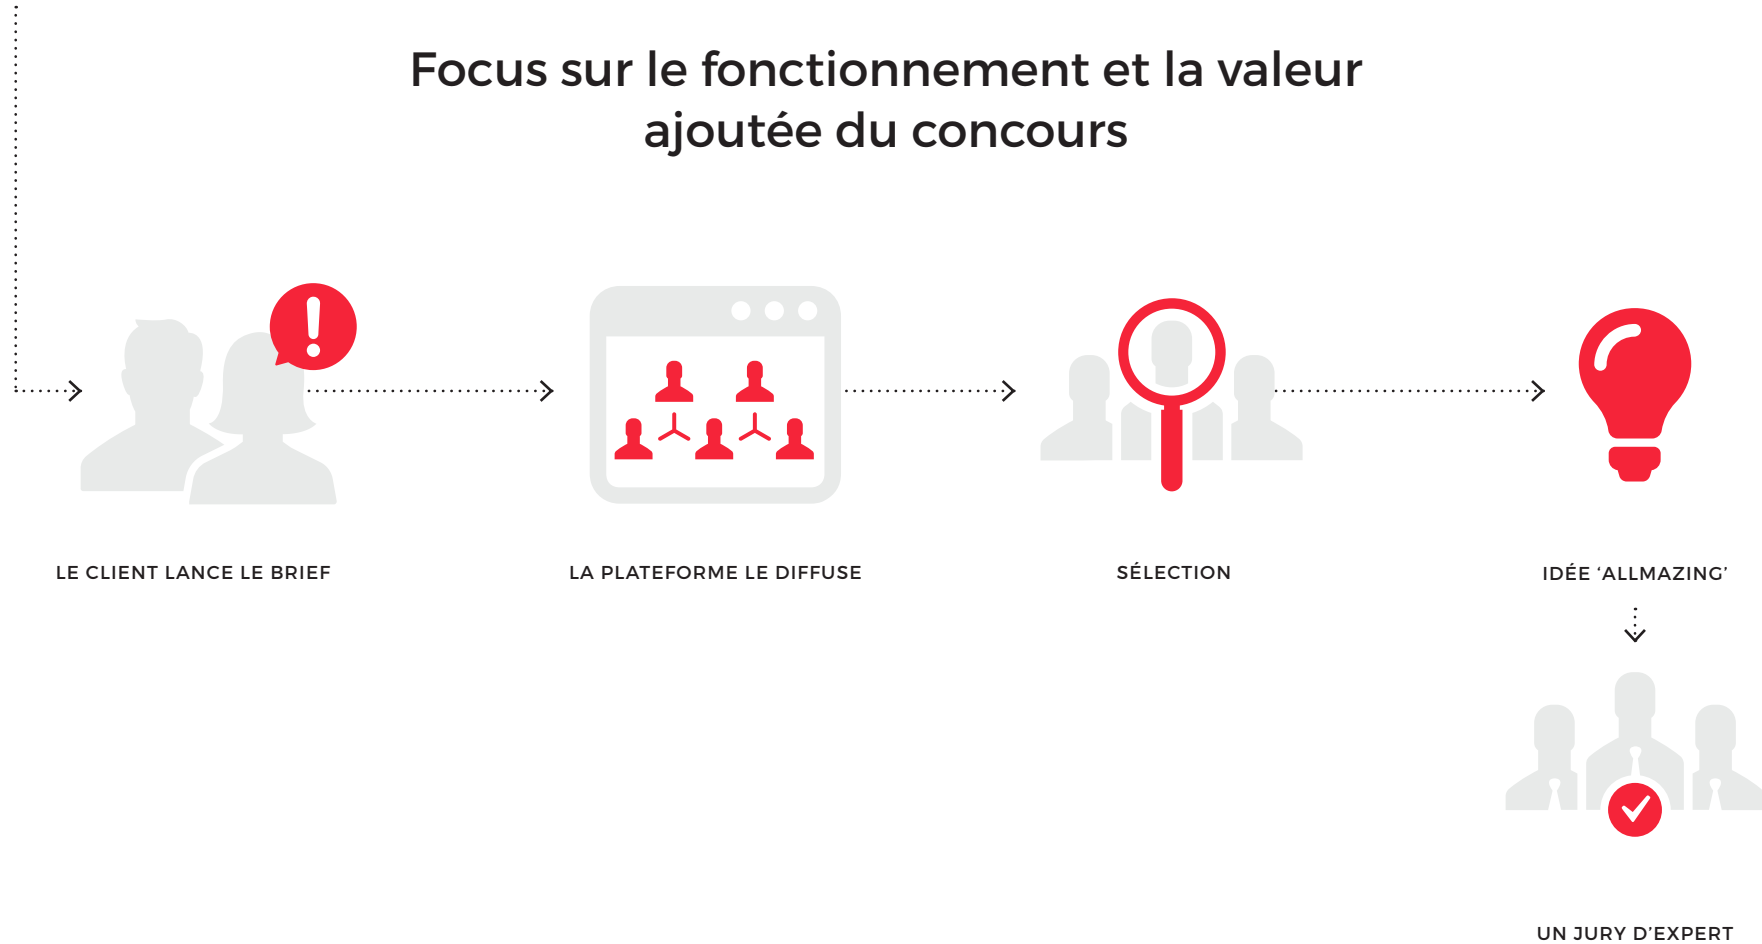 Focus sur le fonctionnement et la valeur
ajoutée du concours
LE CLIENT LANCE LE BRIEF
LA PLATEFORME LE DIFFUSE
SÉLECTION
IDÉE ‘ALLMAZING’
UN JURY D’EXPERT